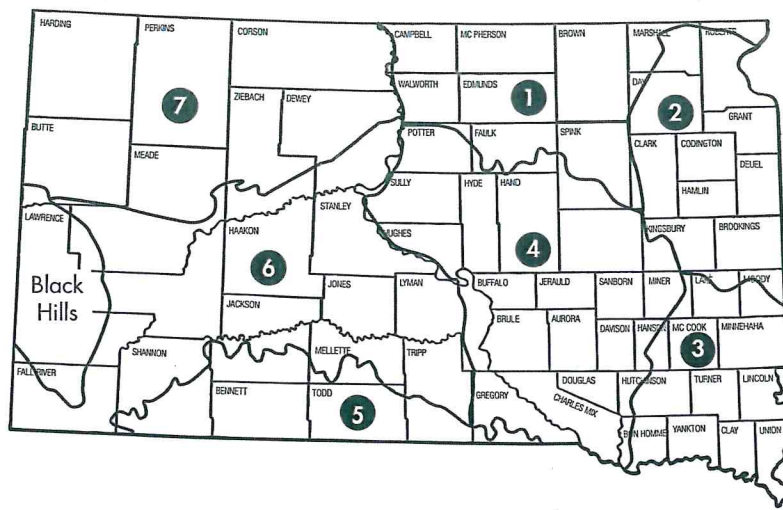 HARDING
PERKINS
CORSON
CAMPBELL
MC PHERSON
BROWN
MARSHALL
ROBERTS
WALWORTH
EDMUNDS
DAY
7
ZIEBACH
DEWEY
1
2
GRANT
BUTTE
POTTER
FAULK
SPINK
CLARK
CODINGTON
MEADE
DEUEL
SULLY
HYDE
HAND
HAMLIN
LAWRENCE
STANLEY
HAAKON
HUGHES
KINGSBURY
BROOKINGS
6
4
Black
Hills
JONES
LYMAN
BUFFALO
JERAULD
SANBORN
MINER
LAKE
MOODY
JACKSON
BRULE
AURORA
DAVISON
HANSON
MC COOK
MINNEHAHA
3
SHANNON
MELLETTE
TRIPP
FALL RIVER
BENNETT
TODD
GREGORY
DOUGLAS
HUTCHINSON
TURNER
LINCOLN
5
CHARLES MIX
BON HOMME
YANKTON
CLAY
UNION